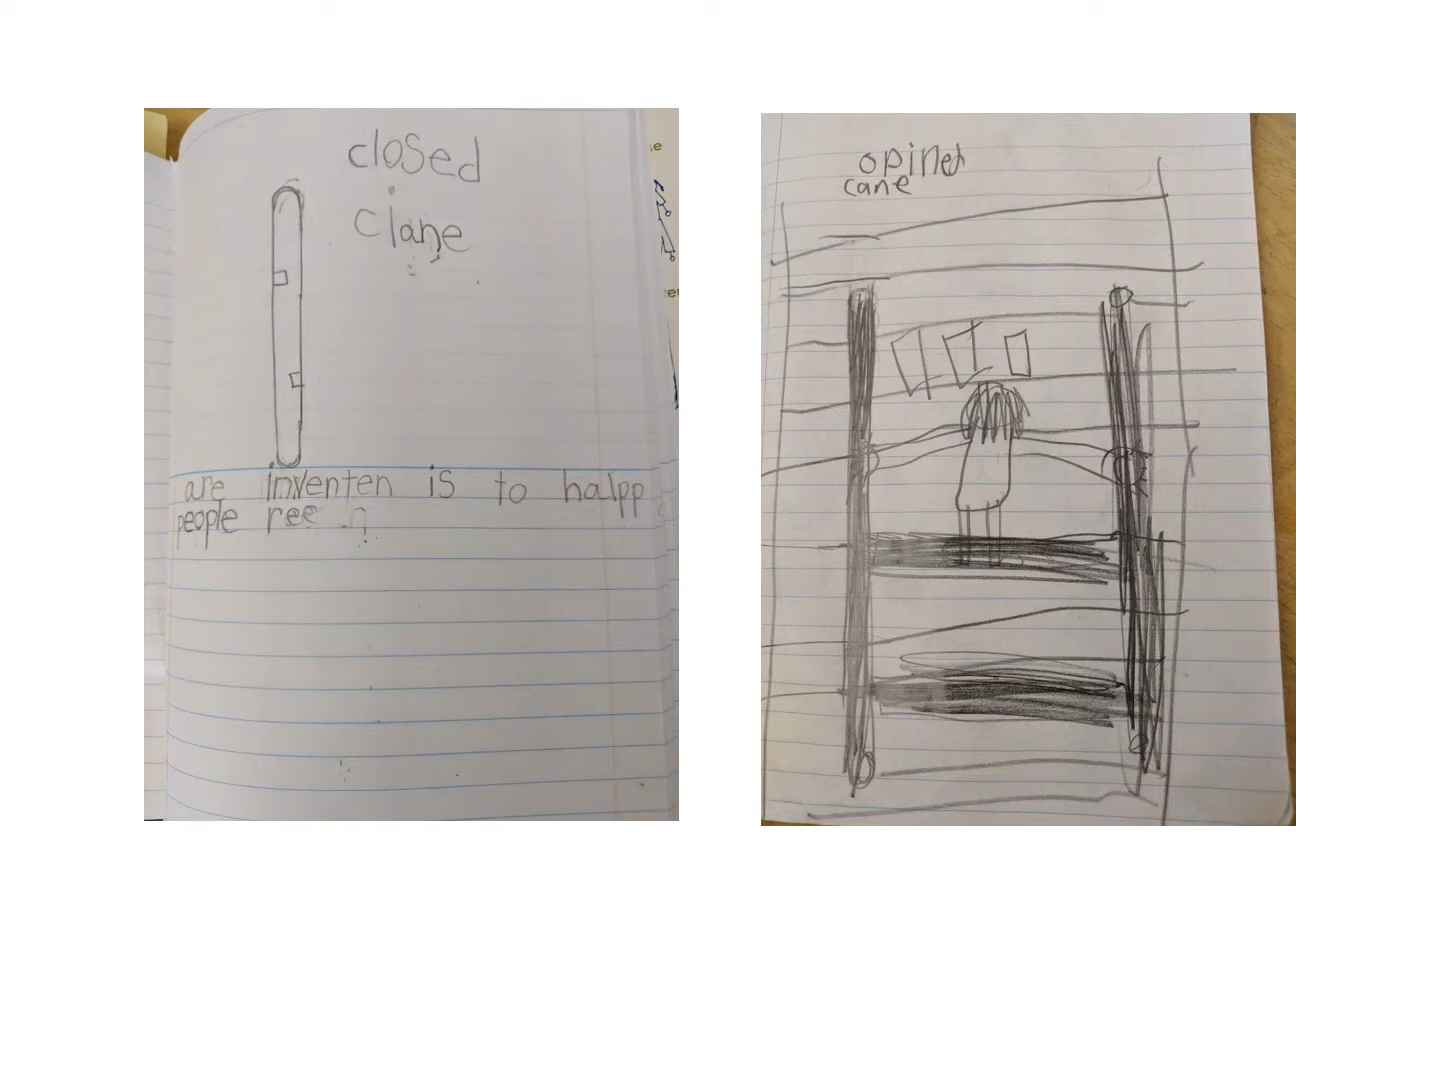 closed
clane
are inventen is to halpp
people ree
opined
cane